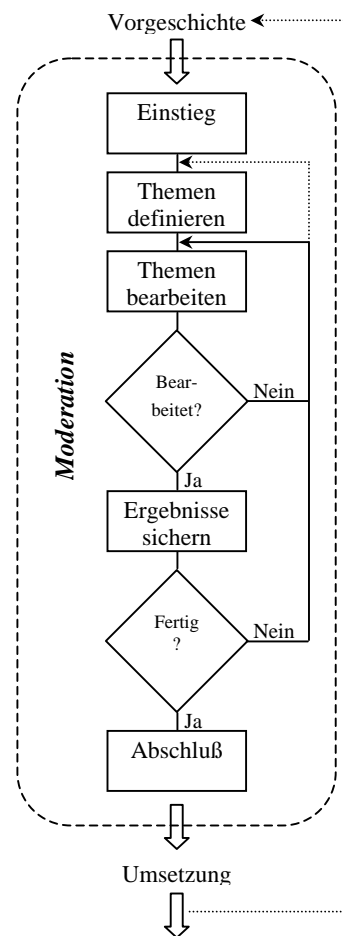 Vorgeschichte
Einstieg
Themen
definieren
Themen
bearbeiten
Moderation
Bear-
beitet?
Nein
Ja
Ergebnisse
sichern
Fertig
?
Nein
Ja
Abschluß
Umsetzung